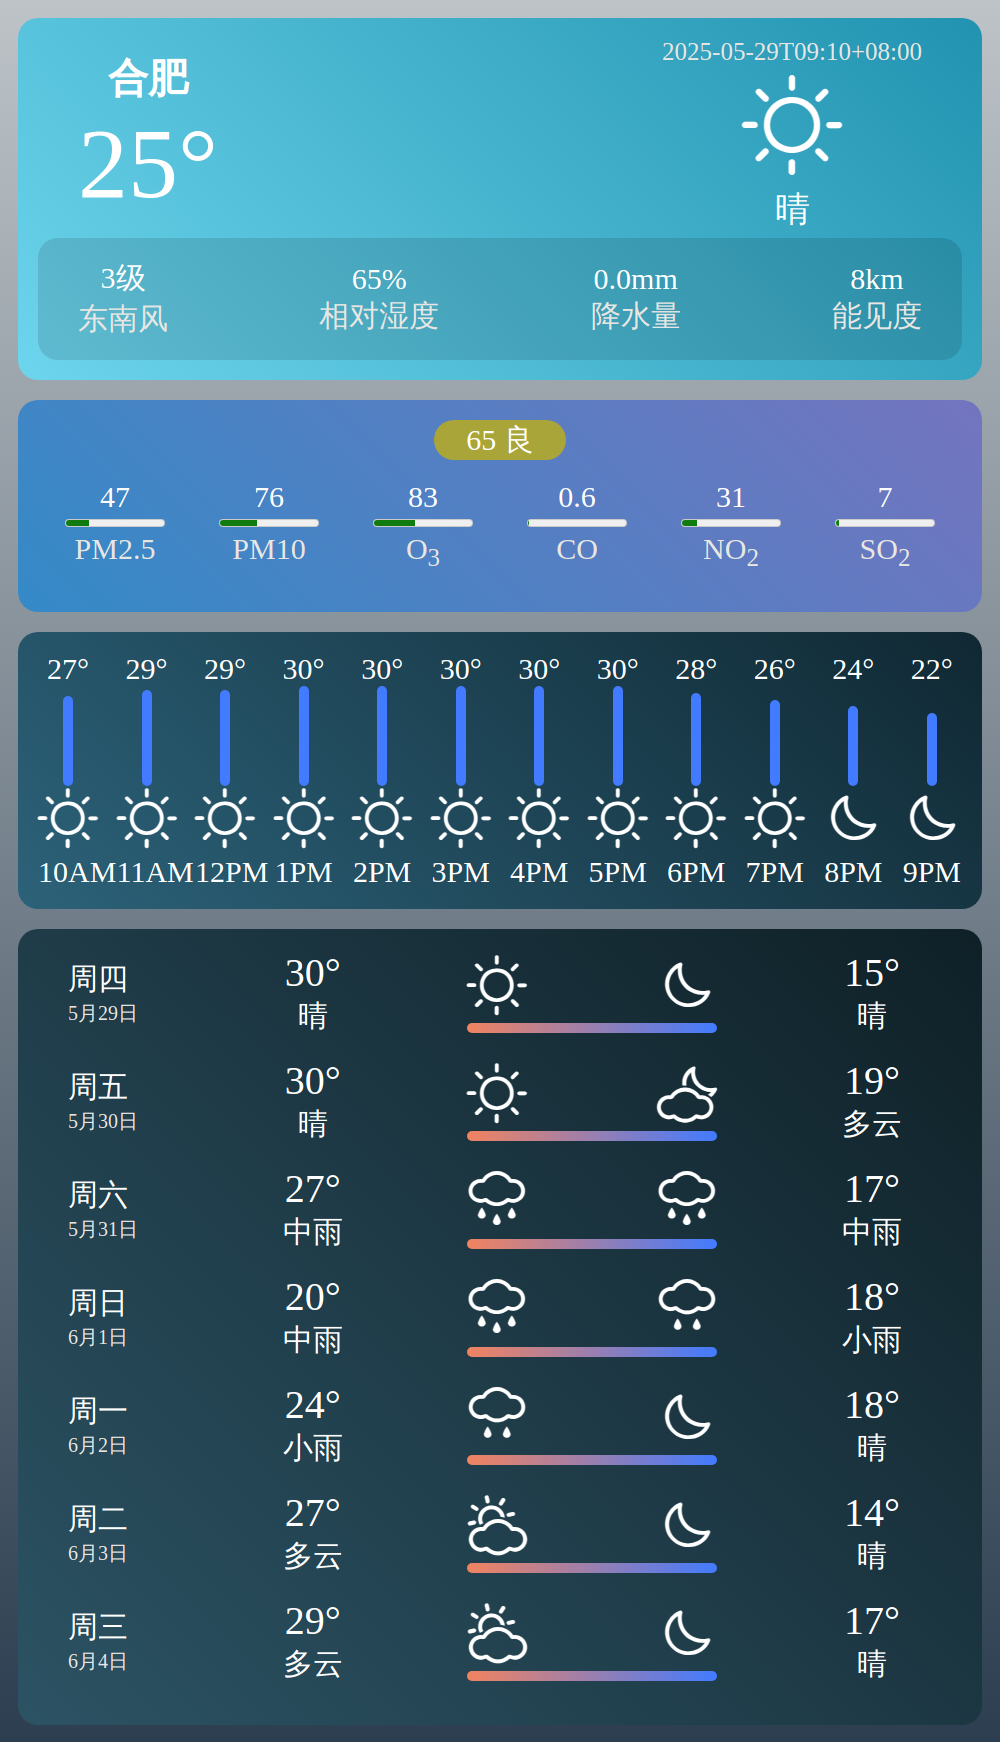 合肥
2025-05-29T09:10+08:00
25°
晴
3级 65% 0.0mm 8km
东南风 相对湿度 降水量 能见度
65 良
47 76 83 0.6 31 7
PM2.5 PM10 O3 CO NO2 SO2
27° 29° 29° 30° 30° 30° 30° 30° 28° 26° 24° 22°
10AM 11AM 12PM 1PM 2PM 3PM 4PM 5PM 6PM 7PM 8PM 9PM
周四 30° 15°
5月29日 晴 晴
周五 30° 19°
5月30日 晴 多云
周六 27° 17°
5月31日 中雨 中雨
周日 20° 18°
6月1日 中雨 小雨
周一 24° 18°
6月2日 小雨 晴
周二 27° 14°
6月3日 多云 晴
周三 29° 17°
6月4日 多云 晴